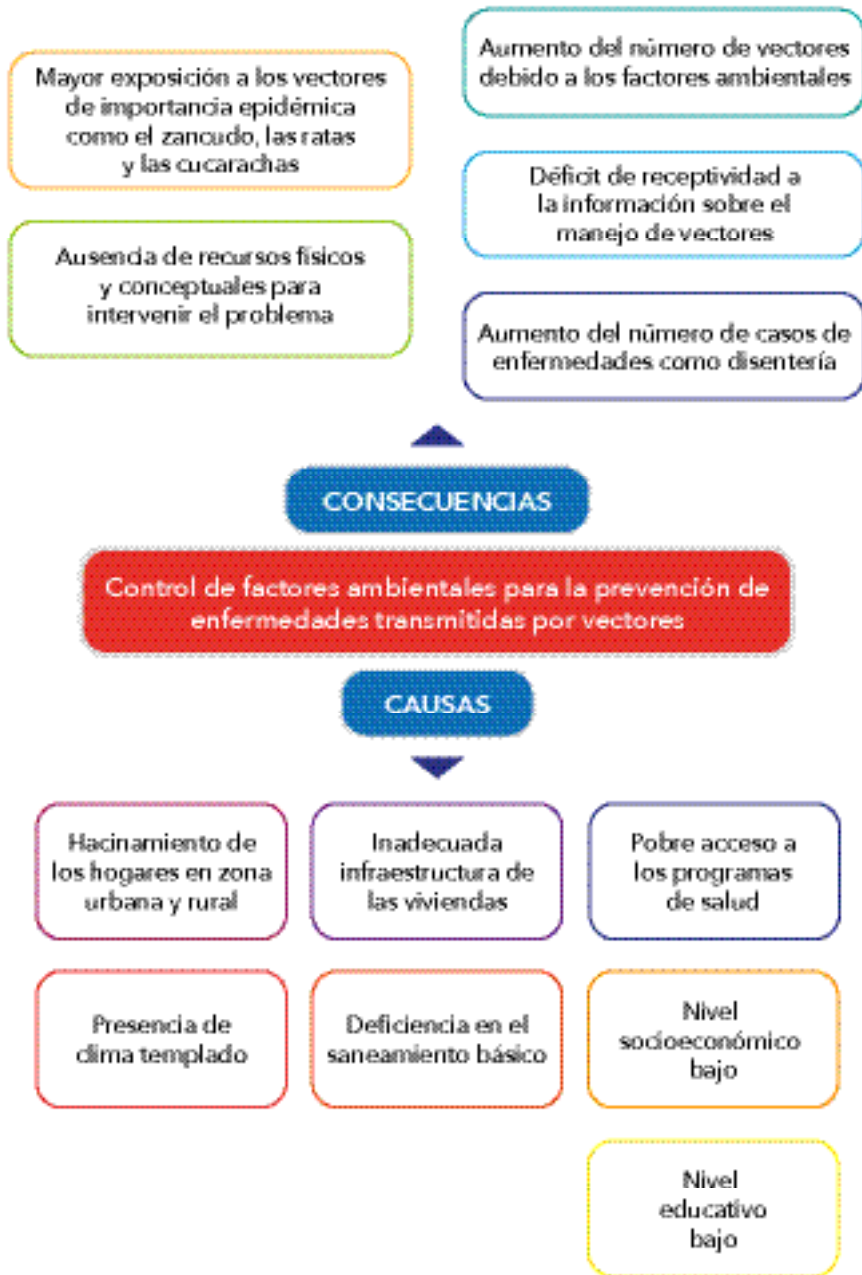 Mayor exposición a los vectores
de importancia epidémica
como el zancudo, las ratas
y las cucarachas
Ausencia de recursos físicos
y conceptuales para
intervenir el problema
Aumento del número de vectores
debido a los factores ambientales
Déficit de receptividad a
la información sobre el
manejo de vectores
Aumento del número de casos de
enfermedades como disentería
CONSECUENCIAS
Control de factores ambientales para la prevención de
enfermedades transmitidas por vectores
CAUSAS
Hacinamiento de
los hogares en zona
urbana y rural
Inadecuada
infraestructura de
las viviendas
Pobre acceso a
los programas
de salud
Presencia de
clima templado
Deficiencia en el
saneamiento básico
Nivel
socioeconómico
bajo
Nivel
educativo
bajo